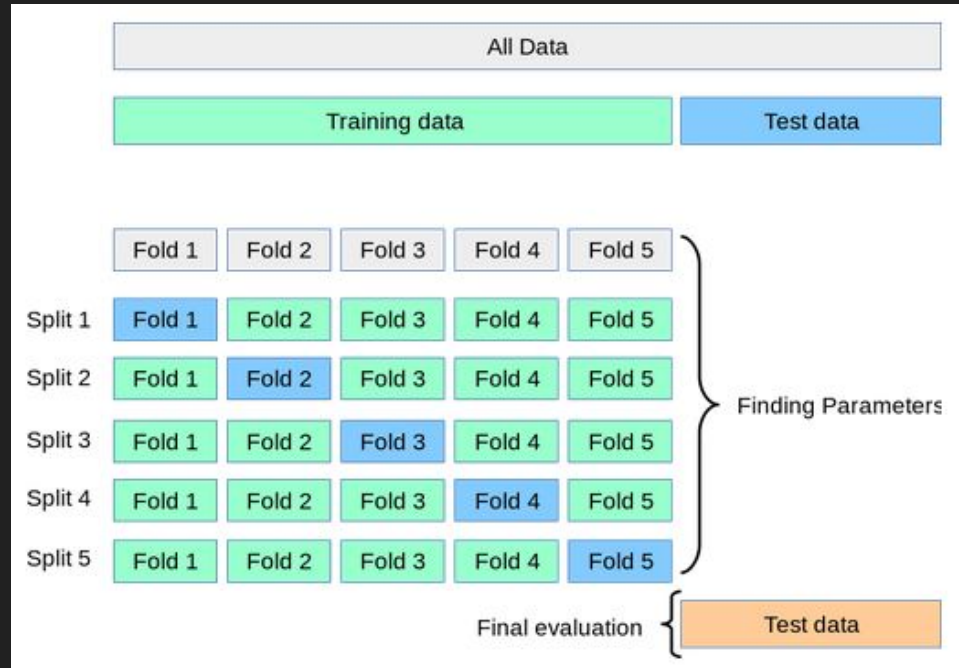 All Data
Training data Test data
Fold 1 Fold 2 Fold 3 Fold 4 Fold 5
Split 1 Fold 1 Fold 2 Fold 3 Fold 4 Fold 5
Split 2 Fold 1 Fold 2 Fold 3 Fold 4 Fold 5
Finding Parameters
Split 3 Fold 1 Fold 2 Fold 3 Fold 4 Fold 5
Split 4 Fold 1 Fold 2 Fold 3 Fold 4 Fold 5
Split 5 Fold 1 Fold 2 Fold 3 Fold 4 Fold 5
Final evaluation Test data